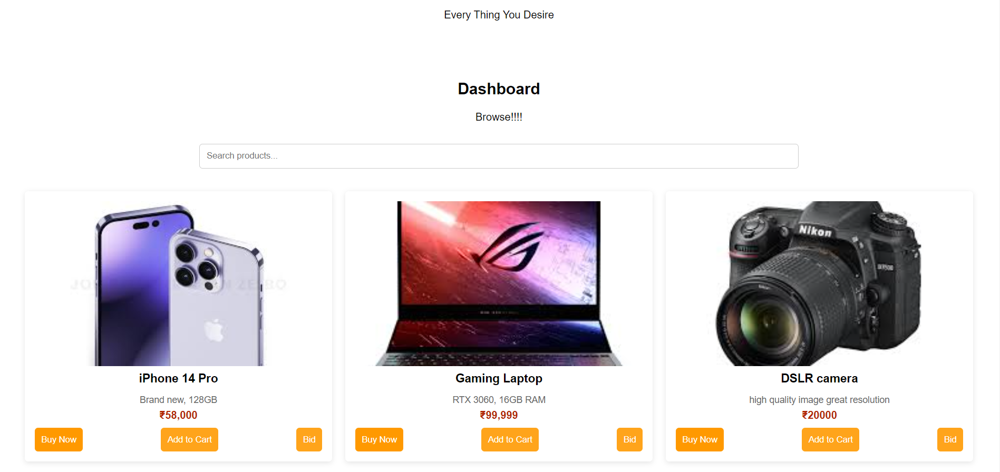 Every Thing You Desire
Dashboard
Browse!!!!
Search products...
Nikon
iPhone 14 Pro
Brand new, 128GB
₹58,000
Buy Now Add to Cart Bid
Gaming Laptop
RTX 3060, 16GB RAM
₹99,999
Buy Now Add to Cart Bid
DSLR camera
high quality image great resolution
₹20000
Buy Now Add to Cart Bid